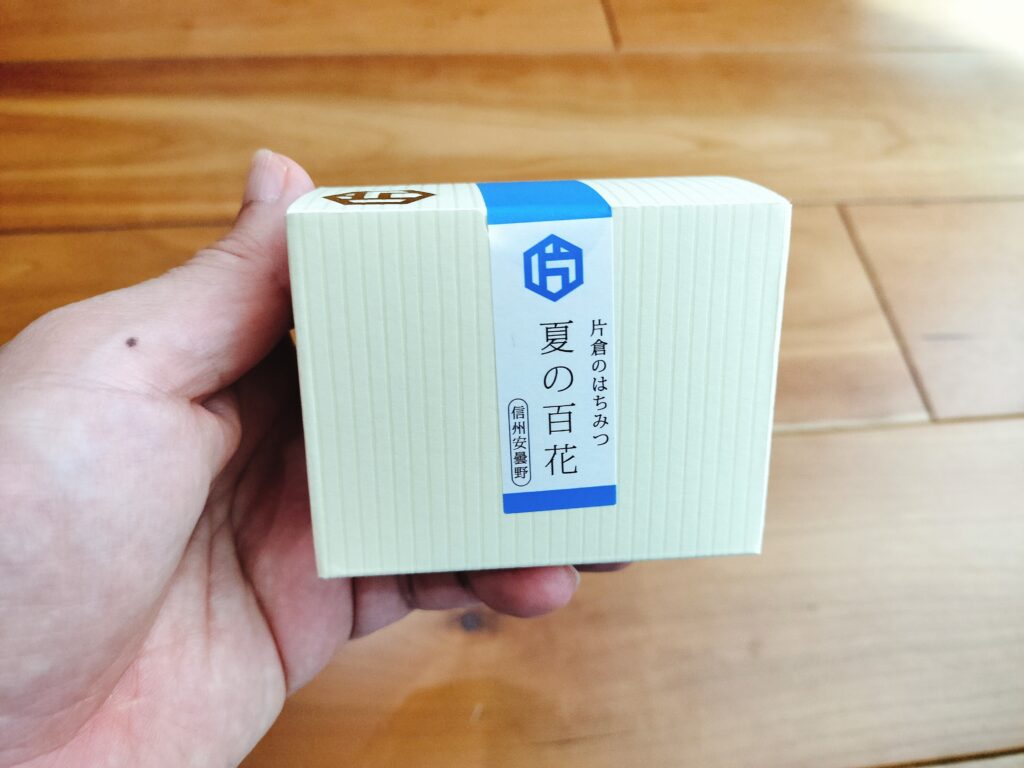 片倉のはちみつ
夏の百花
信州安曇野